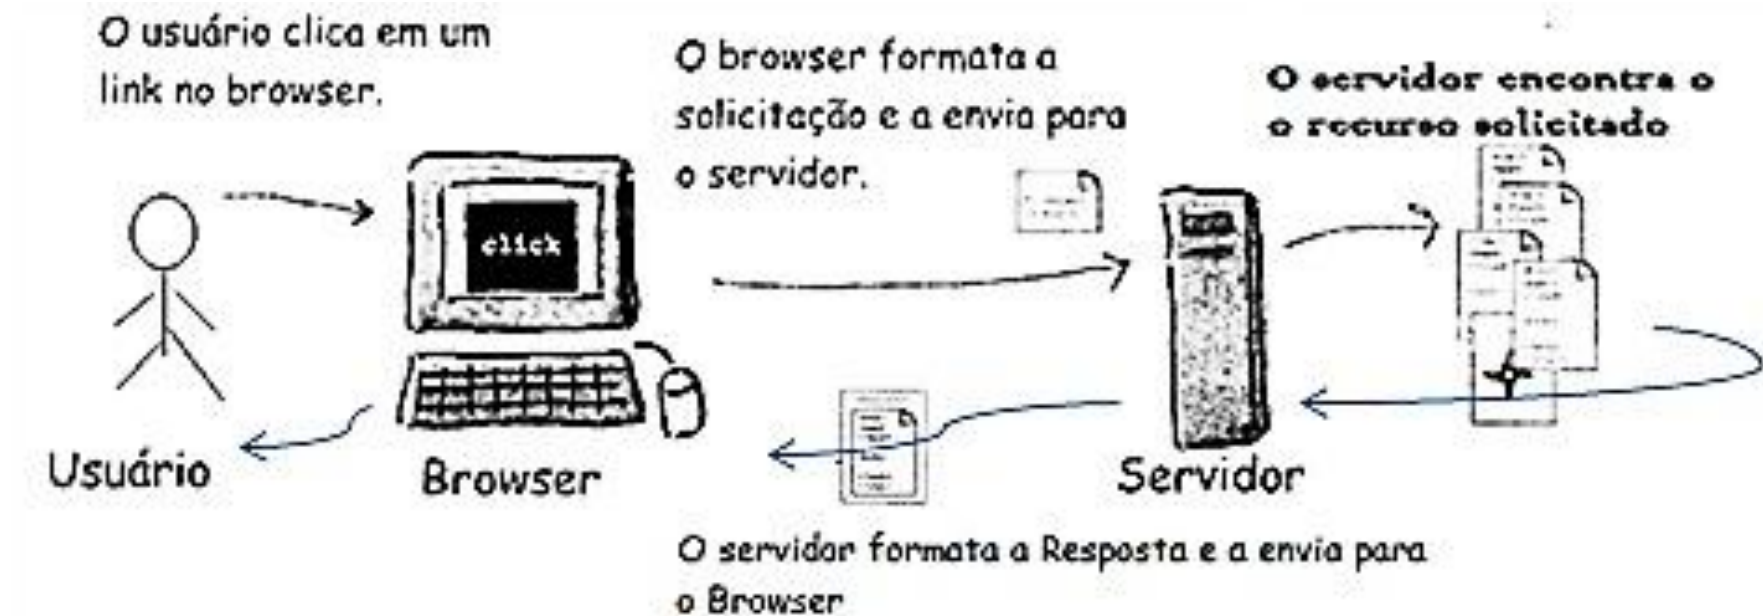 O usuário clica em um
link no browser.
O browser formata a
solicitação e a envia para
o servidor.
O servidor encontra o
o recurso solicitado
click
Usuário
Browser
Servidor
O servidor formata a Resposta e a envia para
o Browser